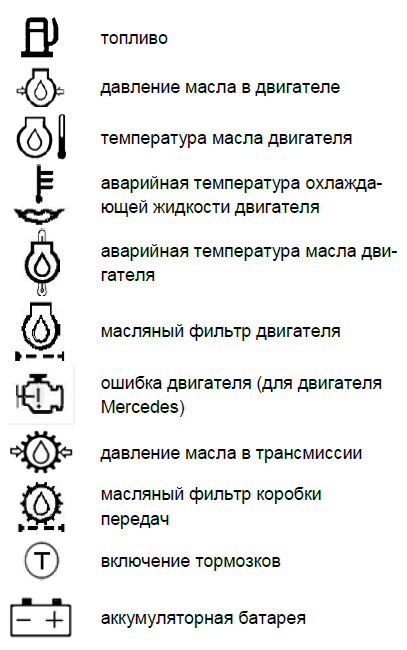 топливо
давление масла в двигателе
температура масла двигателя
аварийная температура охлажда-
ющей жидкости двигателя
аварийная температура масла дви-
гателя
масляный фильтр двигателя
ошибка двигателя (для двигателя
Mercedes)
давление масла в трансмиссии
масляный фильтр коробки
передач
T
включение тормозков
аккумуляторная батарея